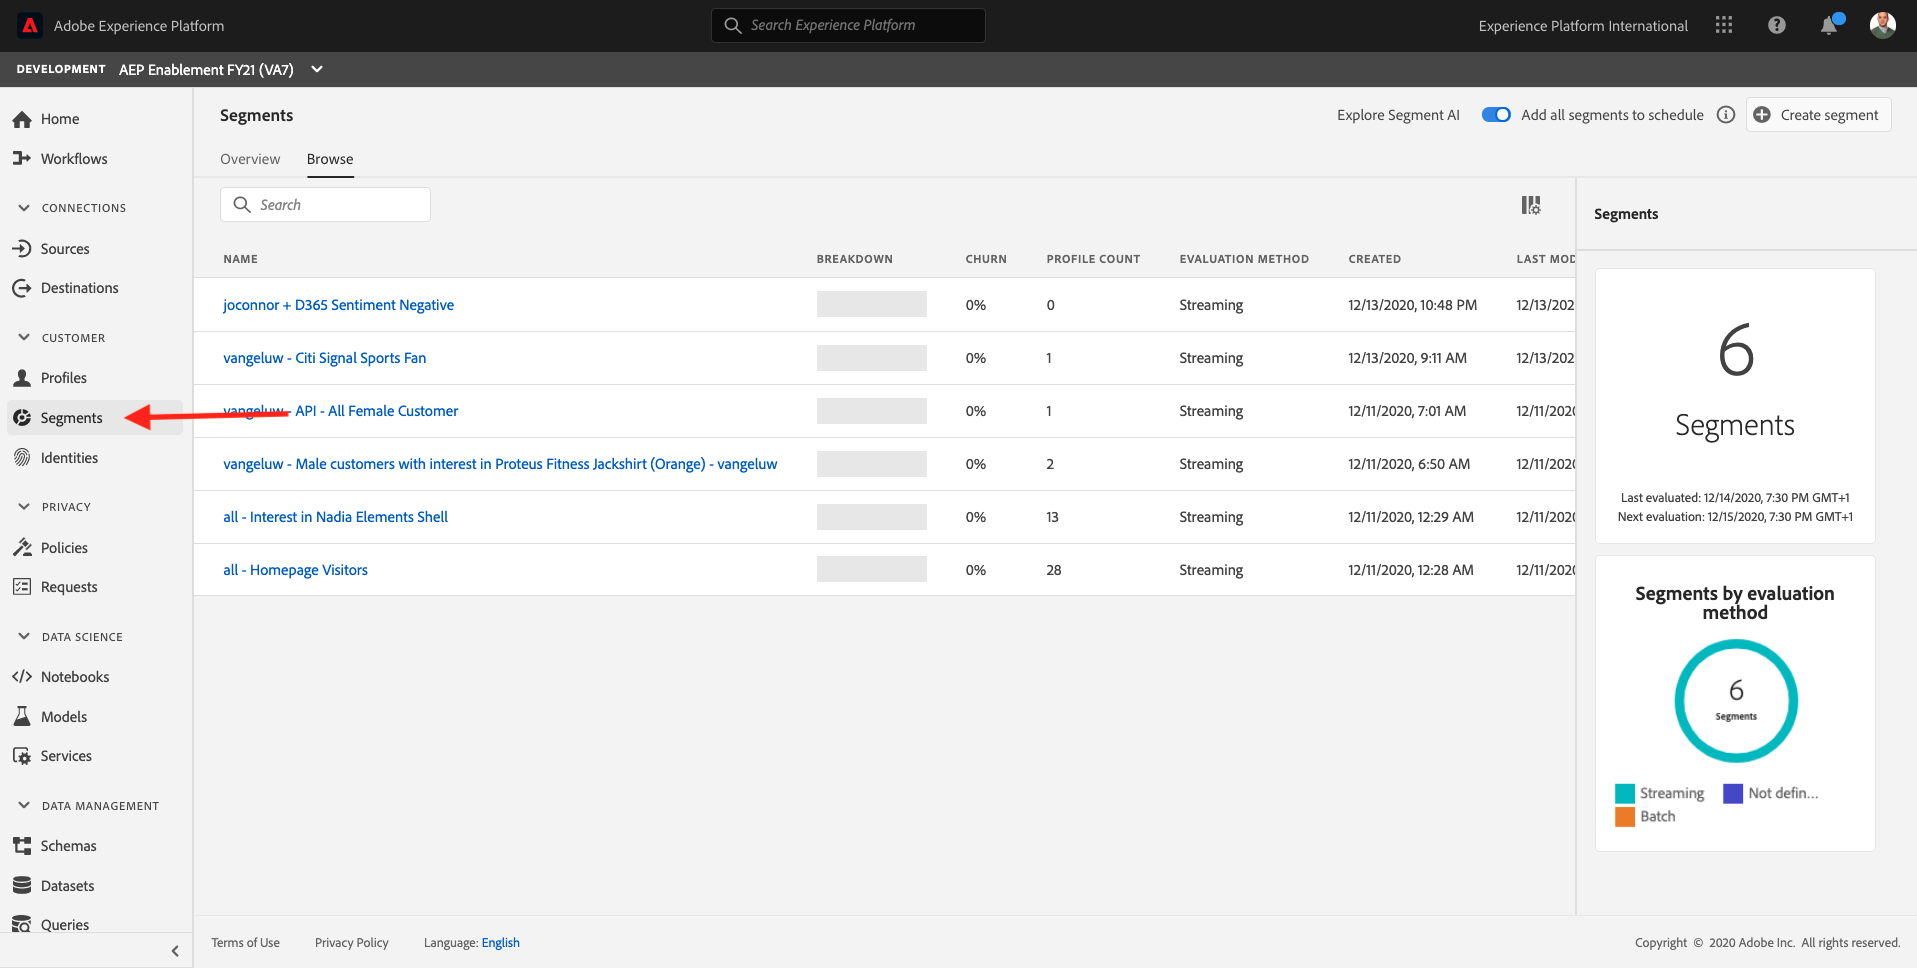 Adobe Experience Platform
Search Experience Platform
Experience Platform International
DEVELOPMENT AEP Enablement FY21 (VA7)
Home
Workflows
CONNECTIONS
Sources
Destinations
CUSTOMER
Profiles
Segments
Identities
PRIVACY
Policies
Requests
DATA SCIENCE
Notebooks
Models
Services
DATA MANAGEMENT
Schemas
Datasets
Queries
Segments
Explore Segment AI
Add all segments to schedule
Create segment
Overview Browse
Search
NAME BREAKDOWN CHURN PROFILE COUNT EVALUATION METHOD CREATED LAST MOD
joconnor + D365 Sentiment Negative 0% 0 Streaming 12/13/2020, 10:48 PM 12/13/202
vangeluw - Citi Signal Sports Fan 0% 1 Streaming 12/13/2020, 9:11 AM 12/13/202
vangeluw - API - All Female Customer 0% 1 Streaming 12/11/2020, 7:01 AM 12/11/2020
vangeluw - Male customers with interest in Proteus Fitness Jackshirt (Orange) - vangeluw 0% 2 Streaming 12/11/2020, 6:50 AM 12/11/2020
all - Interest in Nadia Elements Shell 0% 13 Streaming 12/11/2020, 12:29 AM 12/11/2020
all - Homepage Visitors 0% 28 Streaming 12/11/2020, 12:28 AM 12/11/2020
Segments
6
Segments
Last evaluated: 12/14/2020, 7:30 PM GMT+1
Next evaluation: 12/15/2020, 7:30 PM GMT+1
Segments by evaluation
method
6
Segments
Streaming Not defin...
Batch
Terms of Use Privacy Policy Language: English
Copyright © 2020 Adobe Inc. All rights reserved.